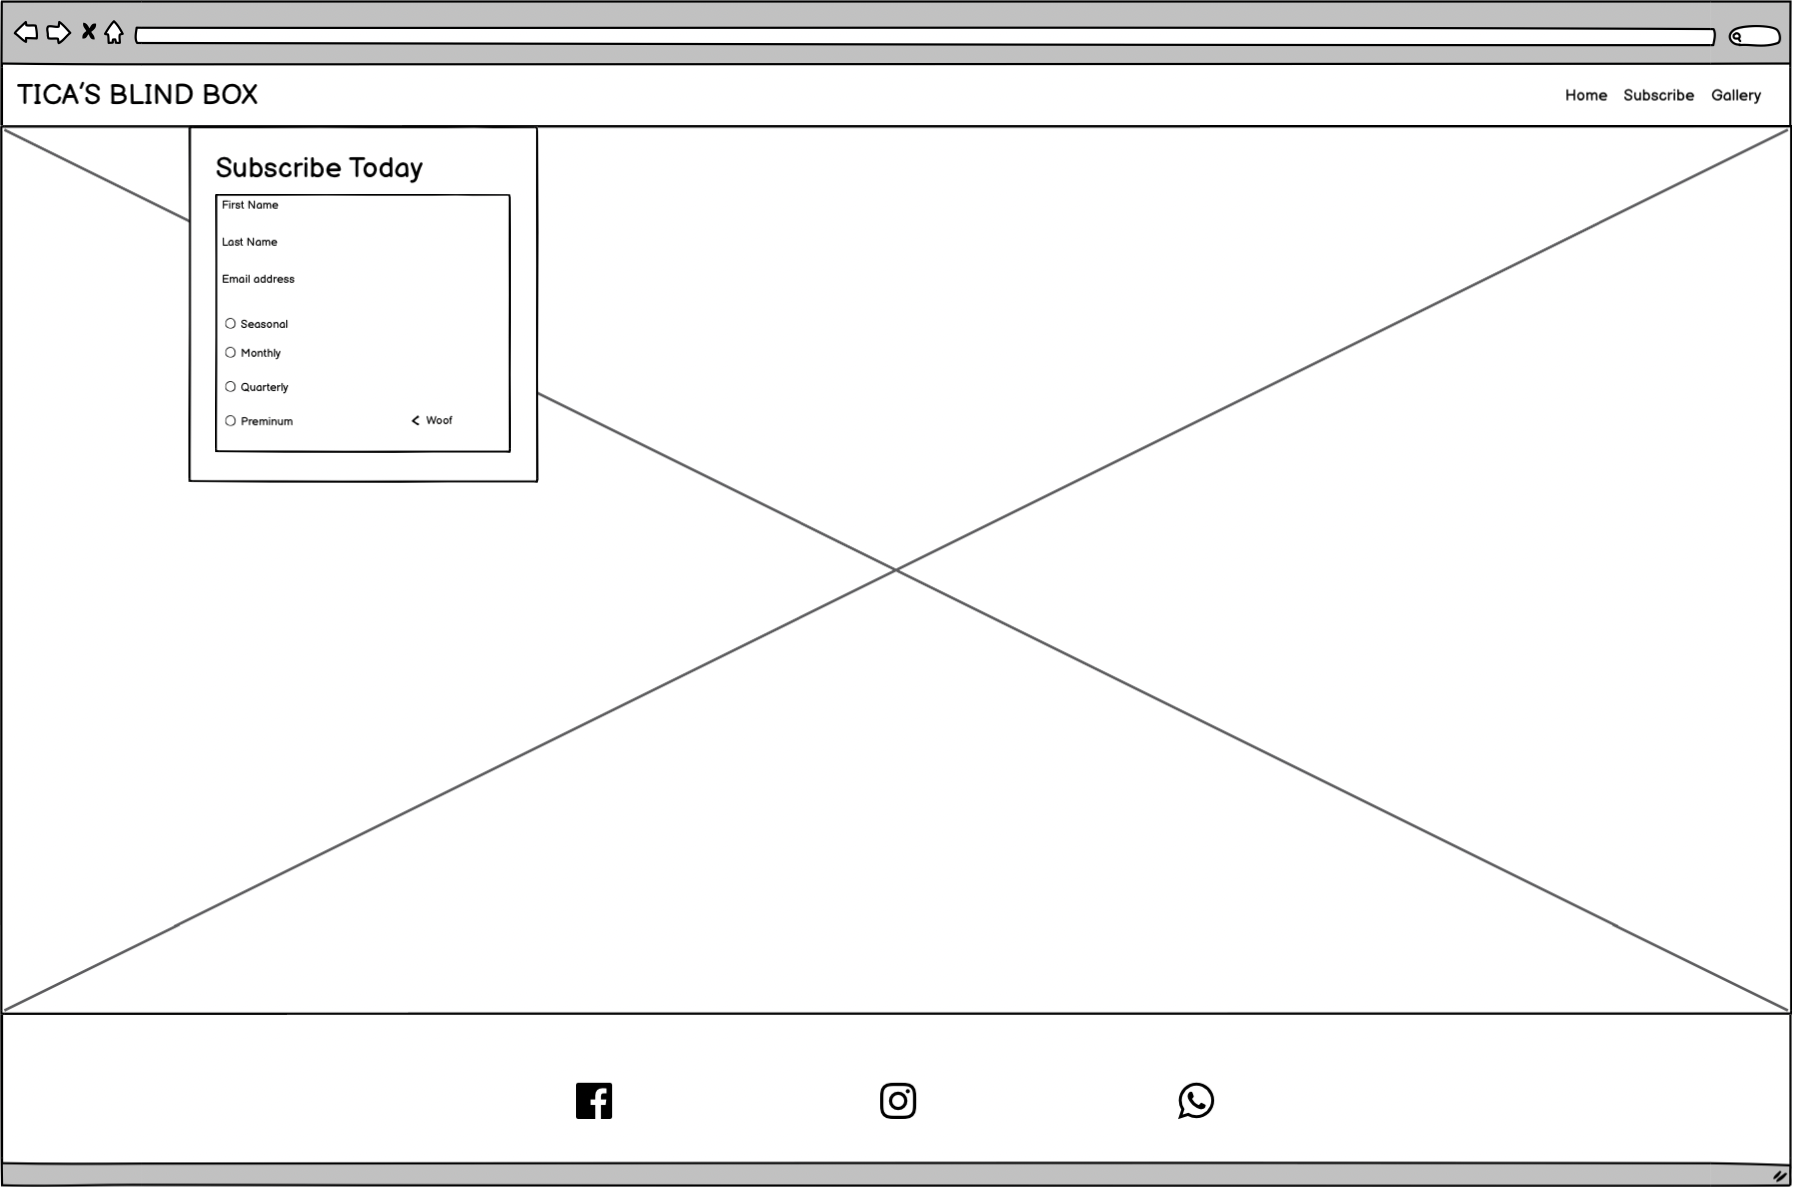 TICA'S BLIND BOX
Home Subscribe Gallery
Subscribe Today
First Name
Last Name
Email address
Seasonal
Monthly
Quarterly
Preminum
< Woof